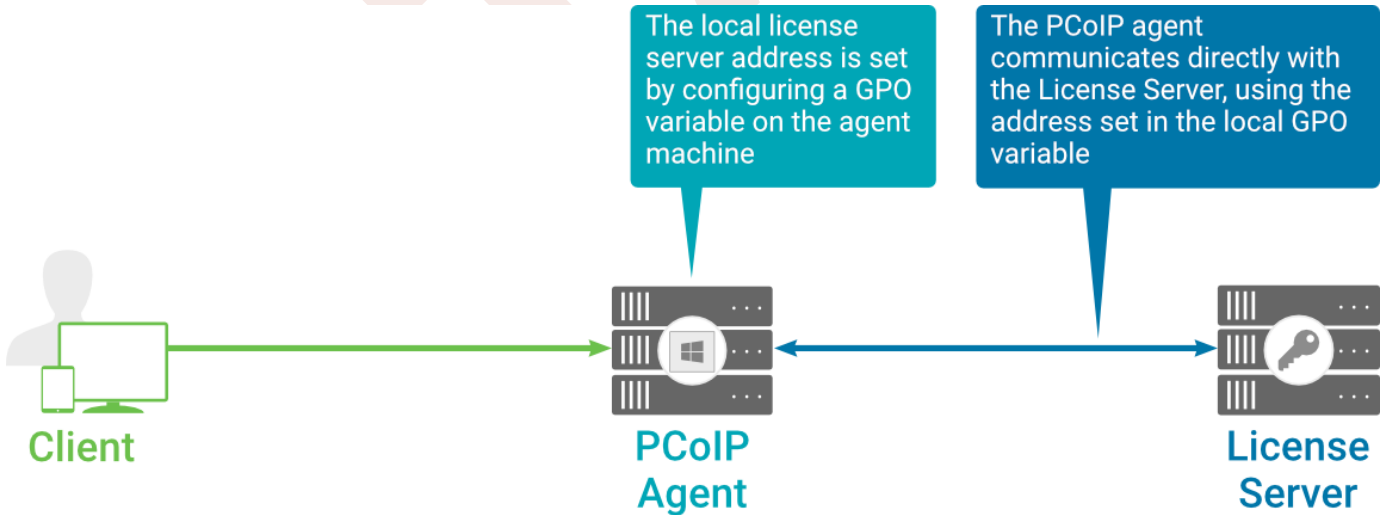 The local license
server address is set
by configuring a GPO
variable on the agent
machine
The PCoIP agent
communicates directly with
the License Server, using the
address set in the local GPO
variable
Client
PCoIP
Agent
License
Server